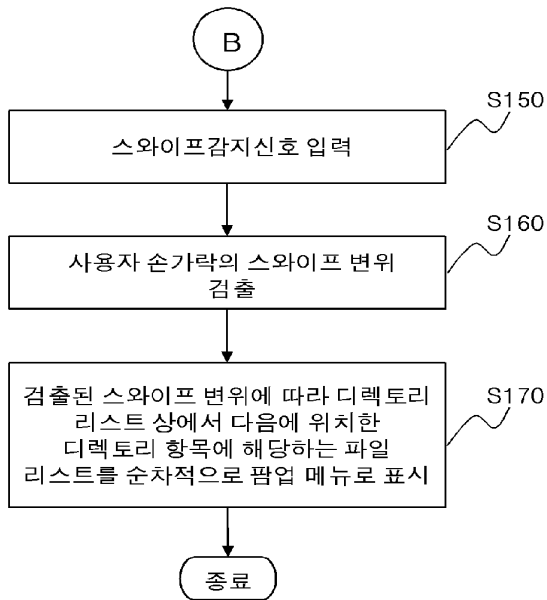 B
S150
스와이프감지신호 입력
S160
사용자 손가락의 스와이프 변위
검출
S170
검출된 스와이프 변위에 따라 디렉토리
리스트 상에서 다음에 위치한
디렉토리 항목에 해당하는 파일
리스트를 순차적으로 팝업 메뉴로 표시
종료